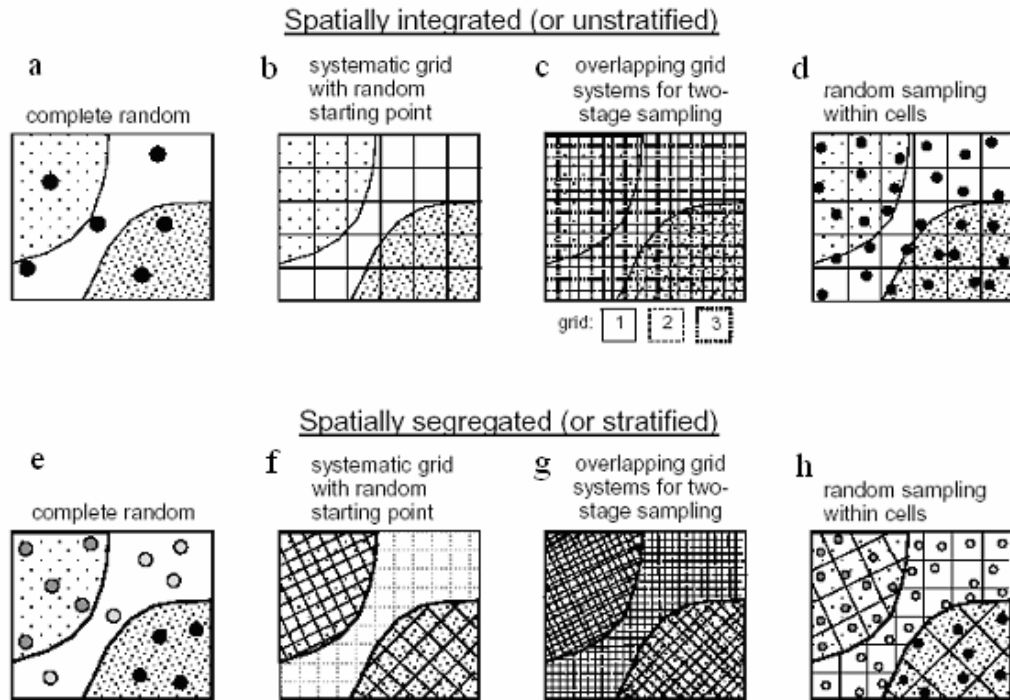 Spatially integrated (or unstratified)
a
complete random
b
systematic grid
with random
starting point
c
overlapping grid
systems for two-
stage sampling
d
random sampling
within cells
grid: 1 2 3
Spatially segregated (or stratified)
e
complete random
f
systematic grid
with random
starting point
g
overlapping grid
systems for two-
stage sampling
h
random sampling
within cells